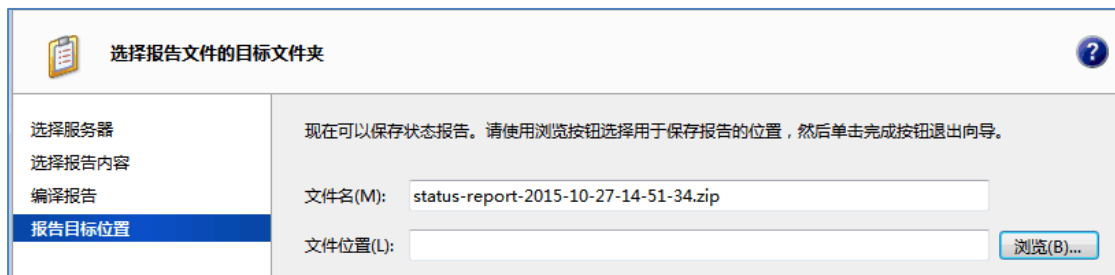 选择报告文件的目标文件夹
?
选择服务器
现在可以保存状态报告。请使用浏览按钮选择用于保存报告的位置，然后单击完成按钮退出向导。
选择报告内容
编译报告
文件名(M): status-report-2015-10-27-14-51-34.zip
报告目标位置
文件位置(L): 浏览(B)...